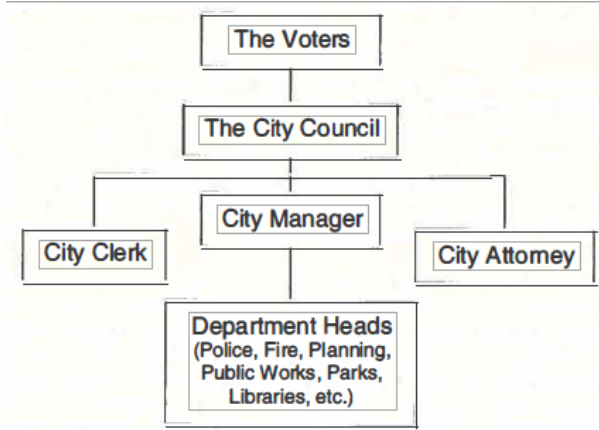 The Voters
The City Council
City Manager
City Clerk
City Attorney
Department Heads
(Police, Fire, Planning,
Public Works, Parks,
Libraries, etc.)